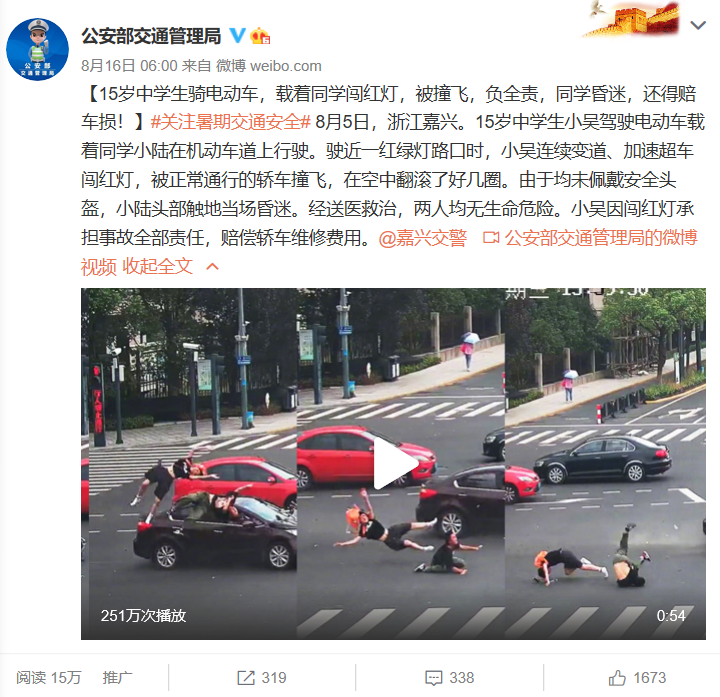 公安部交通管理局
8月16日 06:00 来自 微博 weibo.com
【15岁中学生骑电动车，载着同学闯红灯，被撞飞，负全责，同学昏迷，还得赔
车损！】#关注暑期交通安全# 8月5日，浙江嘉兴。15岁中学生小吴驾驶电动车载
着同学小陆在机动车道上行驶。驶近一红绿灯路口时，小吴连续变道、加速超车
闯红灯，被正常通行的轿车撞飞，在空中翻滚了好几圈。由于均未佩戴安全头
盔，小陆头部触地当场昏迷。经送医救治，两人均无生命危险。小吴因闯红灯承
担事故全部责任，赔偿轿车维修费用。@嘉兴交警 公安部交通管理局的微博
视频 收起全文
251万次播放
0:54
阅读 15万 推广 319 338 1673